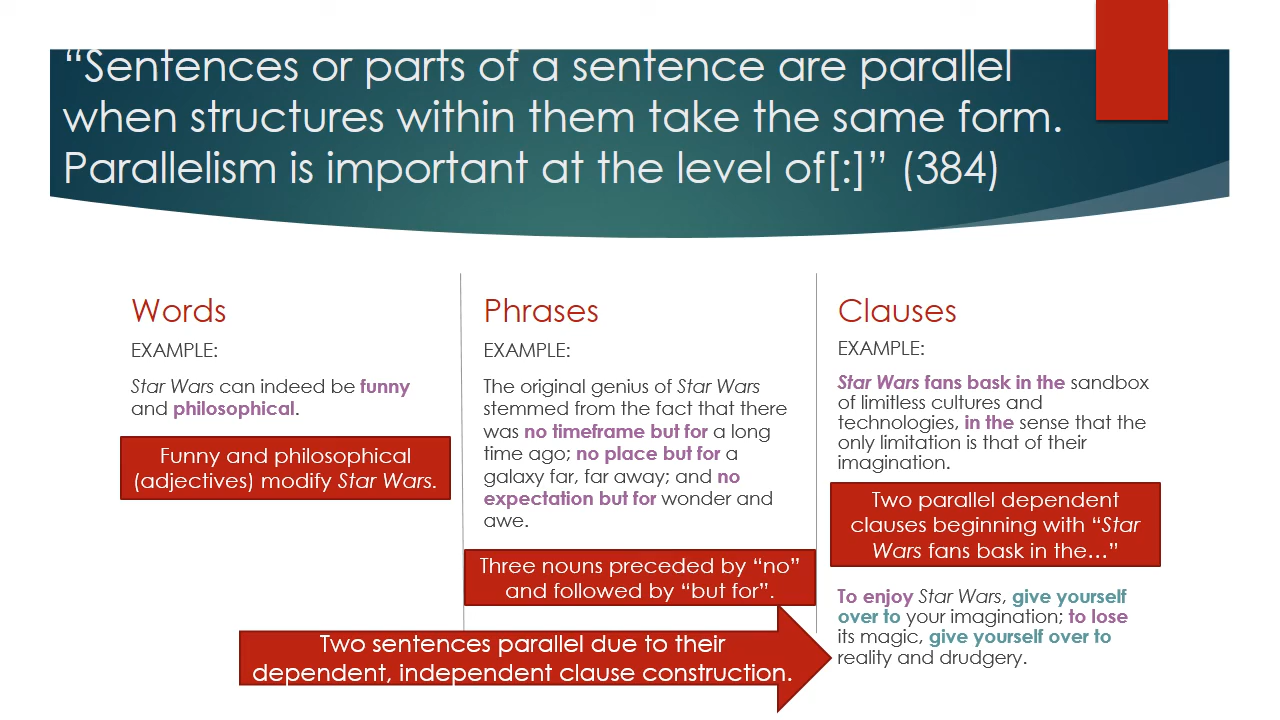 “Sentences or parts of a sentence are parallel
when structures within them take the same form.
Parallelism is important at the level of[:]” (384)
Words
EXAMPLE:
Star Wars can indeed be funny
and philosophical.
Funny and philosophical
(adjectives) modify Star Wars.
Phrases
EXAMPLE:
The original genius of Star Wars
stemmed from the fact that there
was no timeframe but for a long
time ago; no place but for a
galaxy far, far away; and no
expectation but for wonder and
awe.
Three nouns preceded by “no”
and followed by “but for”.
Clauses
EXAMPLE:
Star Wars fans bask in the sandbox
of limitless cultures and
technologies, in the sense that the
only limitation is that of their
imagination.
Two parallel dependent
clauses beginning with “Star
Wars fans bask in the…”
Two sentences parallel due to their
dependent, independent clause construction.
To enjoy Star Wars, give yourself
over to your imagination; to lose
its magic, give yourself over to
reality and drudgery.